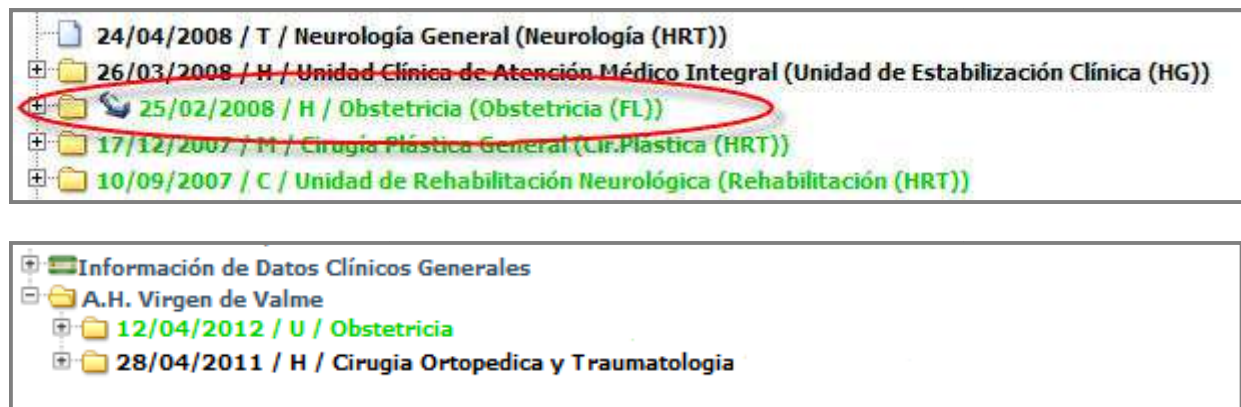 24/04/2008 / T / Neurología General (Neurología (HRT))
26/03/2008 / H / Unidad Clínica de Atención Médico Integral (Unidad de Estabilización Clínica (HG))
25/02/2008 / H / Obstetricia (Obstetricia (FL))
17/12/2007 / M / Cirugía Plástica General (Cir.Plastica (HRT))
10/09/2007 / C / Unidad de Rehabilitación Neurológica (Rehabilitación (HRT))
Información de Datos Clínicos Generales
A.H. Virgen de Valme
12/04/2012 / U / Obstetricia
28/04/2011 / H / Cirugia Ortopedica y Traumatologia